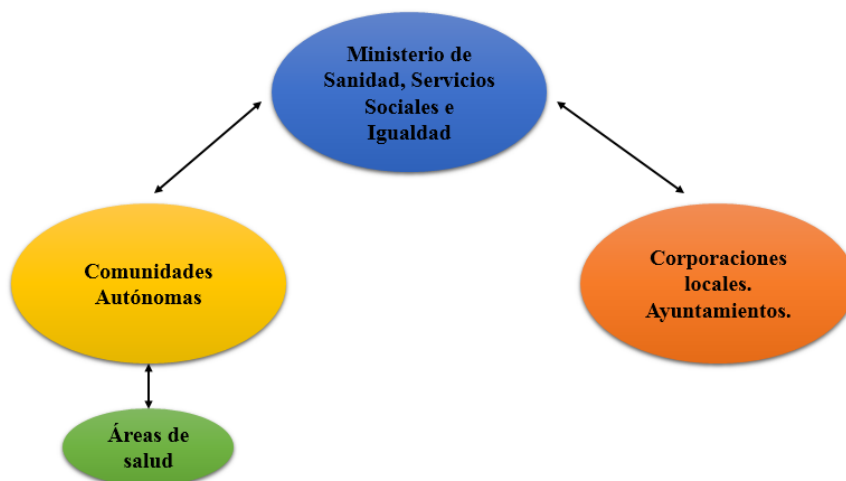 Ministerio de
Sanidad, Servicios
Sociales e
Igualdad
Comunidades
Autónomas
Corporaciones
locales.
Ayuntamientos.
Áreas de
salud